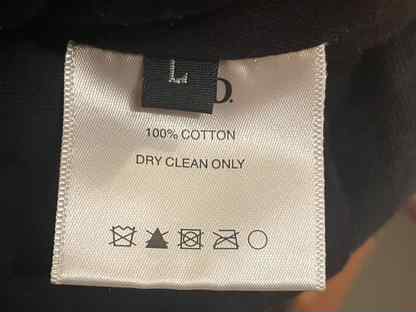 L
D.
100% COTTON
DRY CLEAN ONLY